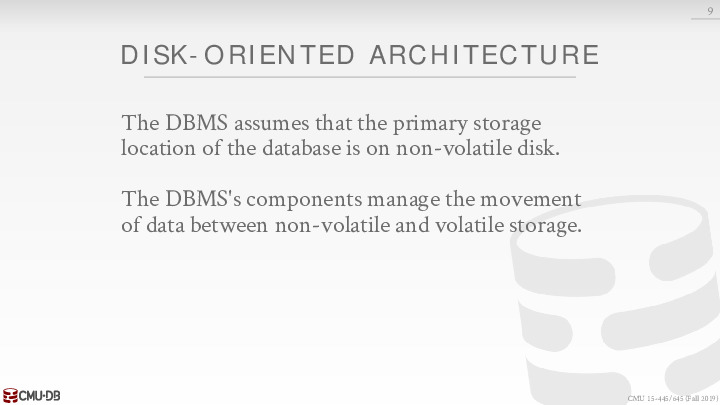 9
DISK-ORIENTED ARCHITECTURE
The DBMS assumes that the primary storage
location of the database is on non-volatile disk.
The DBMS's components manage the movement
of data between non-volatile and volatile storage.
CMU·DB
CMU 15-445/645 (Fall 2019)